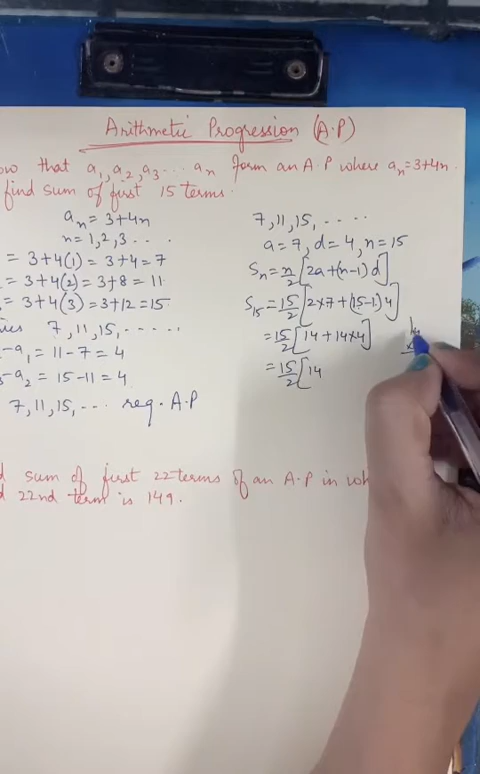 Arithmetic Progression (A.P)
ow that a₁, a₂, a₃ ... aₙ form an A.P where aₙ = 3+4n.
find sum of first 15 terms.
aₙ = 3+4n
n = 1, 2, 3 ....
= 3+4(1) = 3+4 = 7
= 3+4(2) = 3+8 = 11
= 3+4(3) = 3+12 = 15
7, 11, 15, .....
-a₁ = 11-7 = 4
-a₂ = 15-11 = 4
7, 11, 15, ... req. A.P
7, 11, 15, .....
a = 7, d = 4, n = 15
Sₙ = n/2 [2a+(n-1)d]
S₁₅ = 15/2 [2×7+(15-1)4]
= 15/2 [14+14×4]
= 15/2 [14
sum of first 22 terms of an A.P in wh
22nd term is 149.